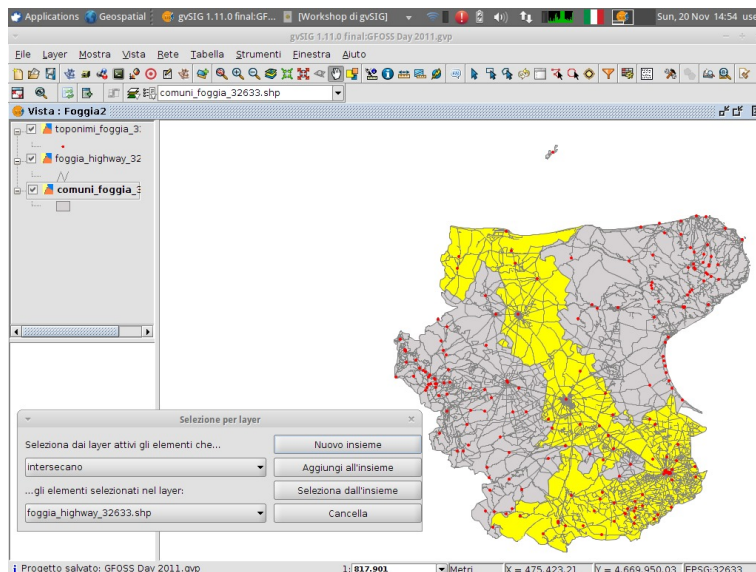 Applications Geospatial gvSIG 1.11.0 final:GF... [Workshop di gvSIG] Sun, 20 Nov 14:54 use
gvSIG 1.11.0 final:GFOSS Day 2011.gvp
File Layer Mostra Vista Rete Tabella Strumenti Finestra Aiuto
comuni_foggia_32633.shp
Vista : Foggia2
toponimi_foggia_3
foggia_highway_32
comuni_foggia_3
Selezione per layer
Seleziona dai layer attivi gli elementi che...
Nuovo insieme
intersecano
Aggiungi all'insieme
...gli elementi selezionati nel layer:
Seleziona dall'insieme
foggia_highway_32633.shp
Cancella
Progetto salvato: GFOSS Day 2011.gvp 1: 817.901 Metri X = 475.423,21 Y = 4.669.950,03 EPSG:32633